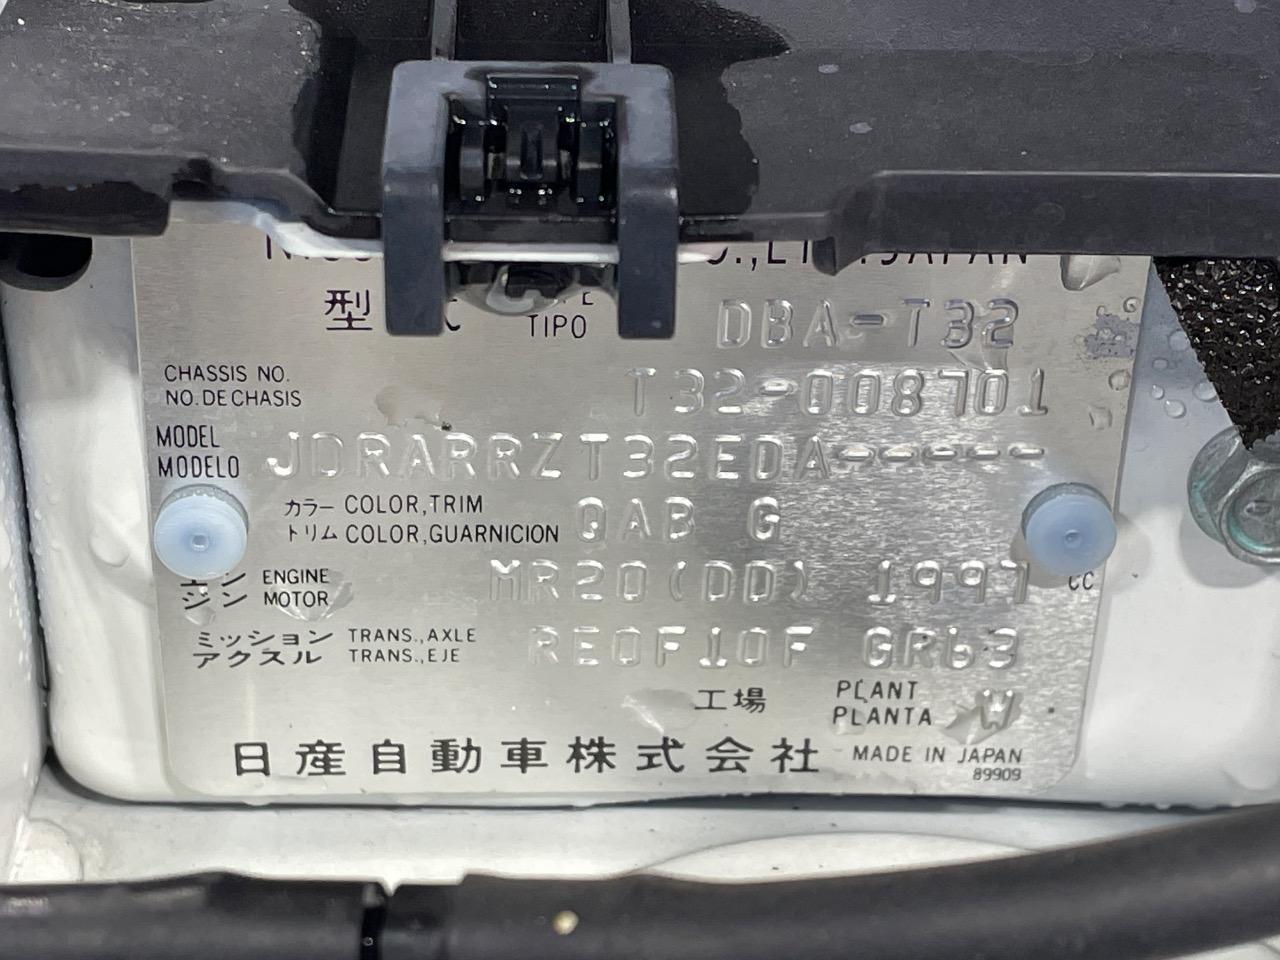 型 TIPO DBA-T32
CHASSIS NO.
NO. DE CHASIS T32-008701
MODEL
MODELO JDRARRZT32EDA-----
カラー COLOR, TRIM
トリム COLOR, GUARNICION QAB G
エン ENGINE
ジン MOTOR MR20(DD) 1997 CC
ミッション TRANS., AXLE
アクスル TRANS., EJE RE0F10F GR63
工場 PLANT
PLANTA W
日産自動車株式会社 MADE IN JAPAN
89909